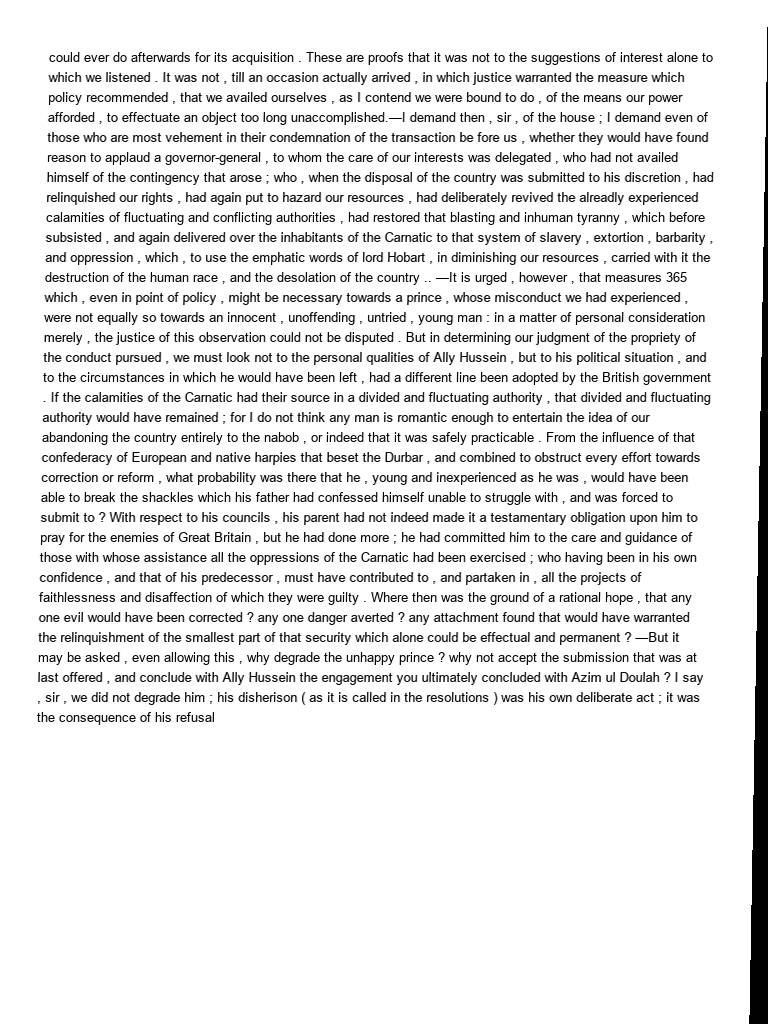 could ever do afterwards for its acquisition . These are proofs that it was not to the suggestions of interest alone to
which we listened . It was not , till an occasion actually arrived , in which justice warranted the measure which
policy recommended , that we availed ourselves , as I contend we were bound to do , of the means our power
afforded , to effectuate an object too long unaccomplished.—I demand then , sir , of the house ; I demand even of
those who are most vehement in their condemnation of the transaction be fore us , whether they would have found
reason to applaud a governor-general , to whom the care of our interests was delegated , who had not availed
himself of the contingency that arose ; who , when the disposal of the country was submitted to his discretion , had
relinquished our rights , had again put to hazard our resources , had deliberately revived the alreadly experienced
calamities of fluctuating and conflicting authorities , had restored that blasting and inhuman tyranny , which before
subsisted , and again delivered over the inhabitants of the Carnatic to that system of slavery , extortion , barbarity ,
and oppression , which , to use the emphatic words of lord Hobart , in diminishing our resources , carried with it the
destruction of the human race , and the desolation of the country .. —It is urged , however , that measures 365
which , even in point of policy , might be necessary towards a prince , whose misconduct we had experienced ,
were not equally so towards an innocent , unoffending , untried , young man : in a matter of personal consideration
merely , the justice of this observation could not be disputed . But in determining our judgment of the propriety of
the conduct pursued , we must look not to the personal qualities of Ally Hussein , but to his political situation , and
to the circumstances in which he would have been left , had a different line been adopted by the British government
. If the calamities of the Carnatic had their source in a divided and fluctuating authority , that divided and fluctuating
authority would have remained ; for I do not think any man is romantic enough to entertain the idea of our
abandoning the country entirely to the nabob , or indeed that it was safely practicable . From the influence of that
confederacy of European and native harpies that beset the Durbar , and combined to obstruct every effort towards
correction or reform , what probability was there that he , young and inexperienced as he was , would have been
able to break the shackles which his father had confessed himself unable to struggle with , and was forced to
submit to ? With respect to his councils , his parent had not indeed made it a testamentary obligation upon him to
pray for the enemies of Great Britain , but he had done more ; he had committed him to the care and guidance of
those with whose assistance all the oppressions of the Carnatic had been exercised ; who having been in his own
confidence , and that of his predecessor , must have contributed to , and partaken in , all the projects of
faithlessness and disaffection of which they were guilty . Where then was the ground of a rational hope , that any
one evil would have been corrected ? any one danger averted ? any attachment found that would have warranted
the relinquishment of the smallest part of that security which alone could be effectual and permanent ? —But it
may be asked , even allowing this , why degrade the unhappy prince ? why not accept the submission that was at
last offered , and conclude with Ally Hussein the engagement you ultimately concluded with Azim ul Doulah ? I say
, sir , we did not degrade him ; his disherison ( as it is called in the resolutions ) was his own deliberate act ; it was
the consequence of his refusal